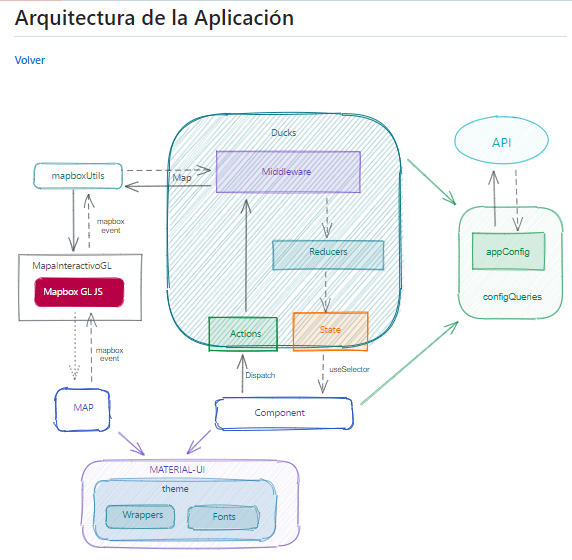 Arquitectura de la Aplicación
Volver
Ducks
API
mapboxUtils
Map
Middleware
mapbox
event
appConfig
Reducers
MapaInteractivoGL
Mapbox GL JS
configQueries
Actions
State
mapbox
event
Dispatch
useSelector
MAP
Component
MATERIAL-UI
theme
Wrappers
Fonts